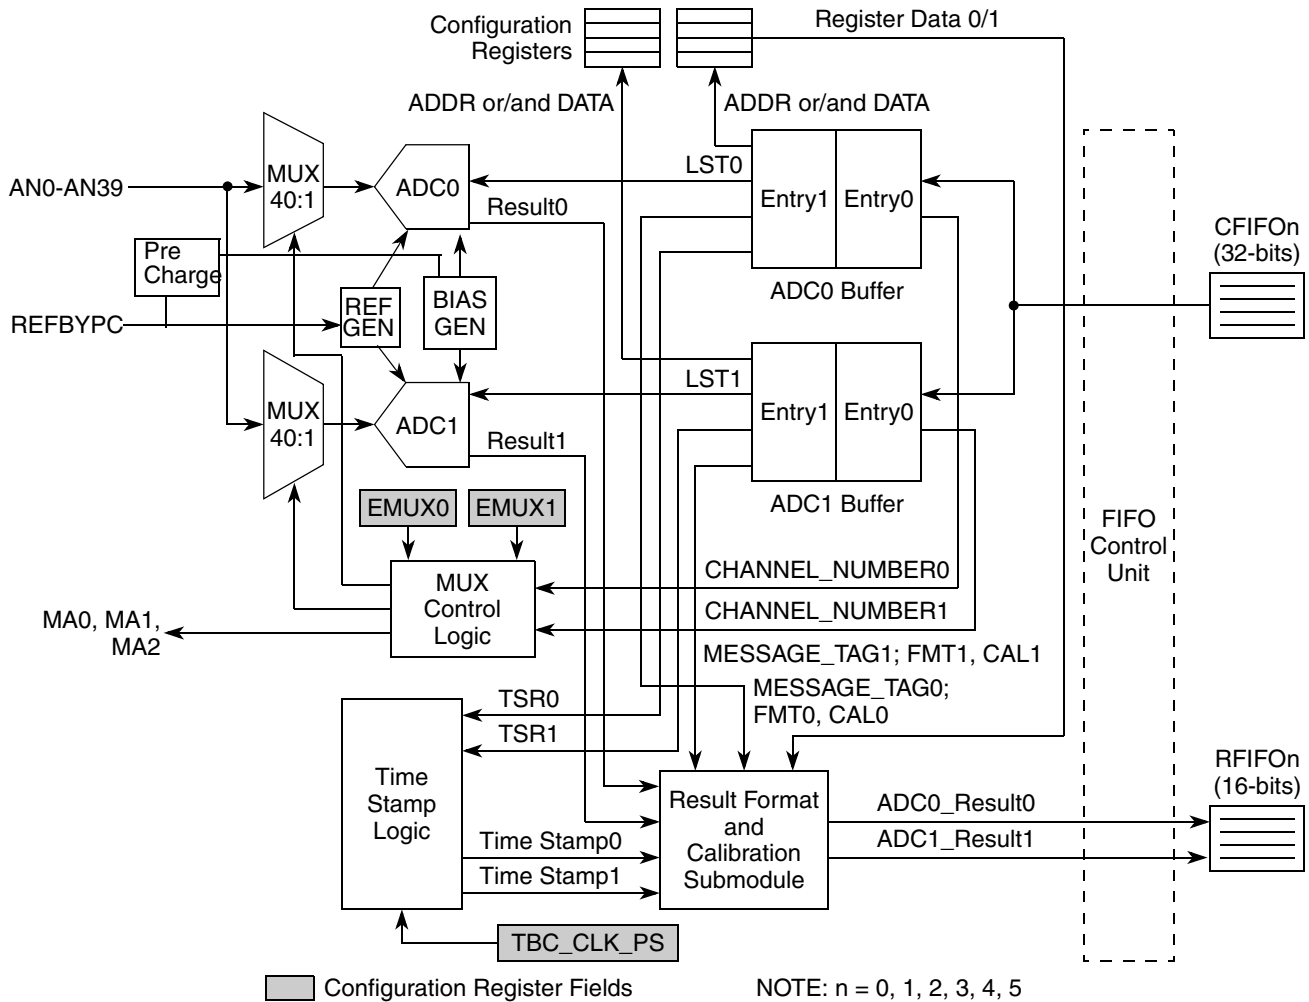 Configuration
Registers
Register Data 0/1
ADDR or/and DATA
ADDR or/and DATA
AN0-AN39
MUX
40:1
ADC0
LST0
Result0
Entry1
Entry0
ADC0 Buffer
CFIFOn
(32-bits)
Pre
Charge
REFBYPC
REF
GEN
BIAS
GEN
MUX
40:1
ADC1
LST1
Result1
Entry1
Entry0
ADC1 Buffer
FIFO
Control
Unit
EMUX0
EMUX1
MUX
Control
Logic
CHANNEL_NUMBER0
CHANNEL_NUMBER1
MA0, MA1,
MA2
MESSAGE_TAG1; FMT1, CAL1
MESSAGE_TAG0;
FMT0, CAL0
TSR0
TSR1
Time
Stamp
Logic
Time Stamp0
Time Stamp1
Result Format
and
Calibration
Submodule
ADC0_Result0
ADC1_Result1
RFIFOn
(16-bits)
TBC_CLK_PS
Configuration Register Fields
NOTE: n = 0, 1, 2, 3, 4, 5